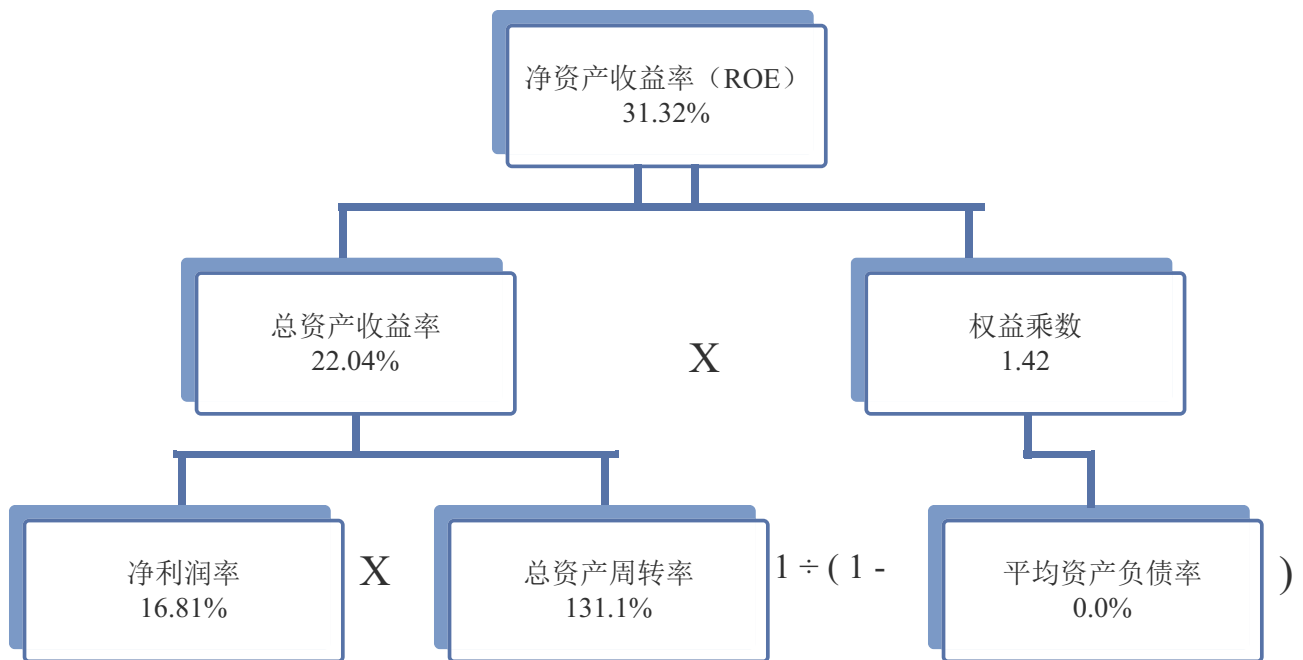 净资产收益率（ROE）
31.32%
总资产收益率
22.04%
X
权益乘数
1.42
净利润率
16.81%
X
总资产周转率
131.1%
1 ÷ ( 1 -
平均资产负债率
0.0%
)